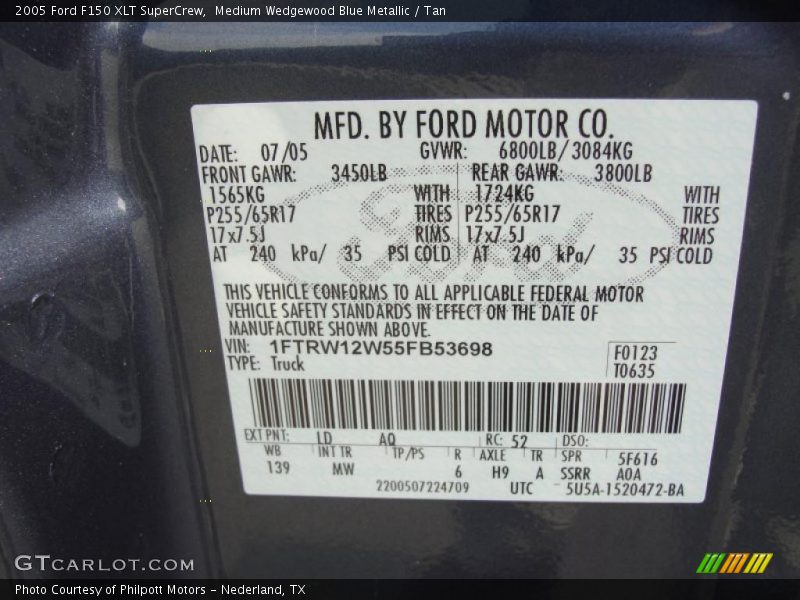 2005 Ford F150 XLT SuperCrew, Medium Wedgewood Blue Metallic / Tan
MFD. BY FORD MOTOR CO.
DATE: 07/05 GVWR: 6800LB/3084KG
FRONT GAWR: 3450LB REAR GAWR: 3800LB
1565KG WITH 1724KG WITH
P255/65R17 TIRES P255/65R17 TIRES
17x7.5J RIMS 17x7.5J RIMS
AT 240 kPa/ 35 PSI COLD AT 240 kPa/ 35 PSI COLD
Ford
THIS VEHICLE CONFORMS TO ALL APPLICABLE FEDERAL MOTOR
VEHICLE SAFETY STANDARDS IN EFFECT ON THE DATE OF
MANUFACTURE SHOWN ABOVE.
VIN: 1FTRW12W55FB53698
TYPE: Truck
F0123
T0635
EXT PNT: LD AQ RC: 52 DSO:
WB INT TR TP/PS R AXLE TR SPR 5F616
139 MW 6 H9 A SSRR A0A
2200507224709 UTC 5U5A-1520472-BA
GTCARLOT.COM
Photo Courtesy of Philpott Motors - Nederland, TX